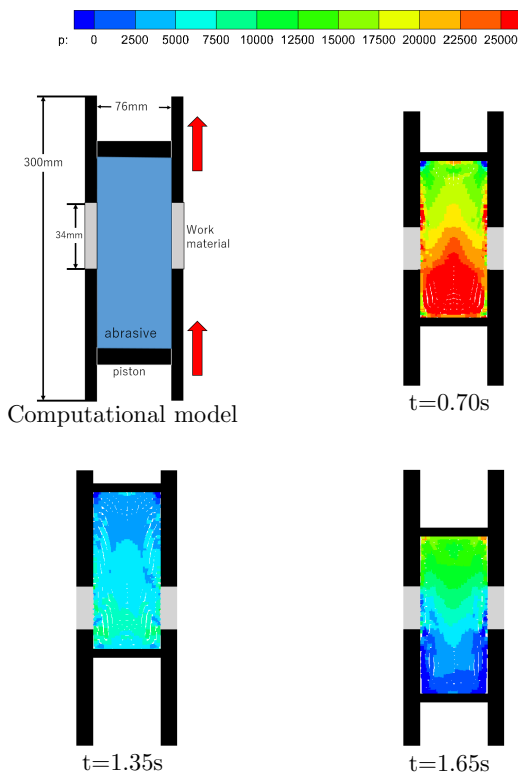 p: 0 2500 5000 7500 10000 12500 15000 17500 20000 22500 25000
76mm
300mm
34mm
Work
material
abrasive
piston
Computational model
t=0.70s
t=1.35s
t=1.65s